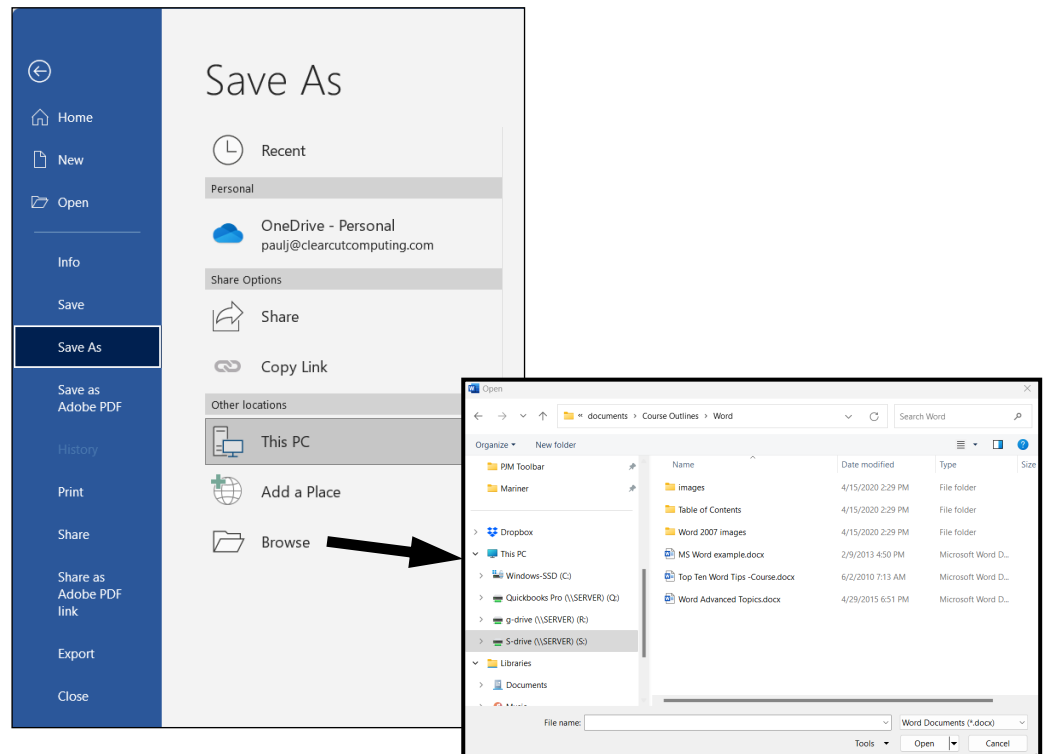 Home
New
Open
Info
Save
Save As
Save as
Adobe PDF
History
Print
Share
Share as
Adobe PDF
link
Export
Close
Save As
Recent
Personal
OneDrive - Personal
paulj@clearcutcomputing.com
Share Options
Share
Copy Link
Other locations
This PC
Add a Place
Browse
Open
« documents > Course Outlines > Word
Search Word
Organize
New folder
PJM Toolbar
Mariner
Dropbox
This PC
Windows-SSD (C:)
Quickbooks Pro (\\SERVER) (Q:)
g-drive (\\SERVER) (R:)
S-drive (\\SERVER) (S:)
Libraries
Documents
Name Date modified Type Size
images 4/15/2020 2:29 PM File folder
Table of Contents 4/15/2020 2:29 PM File folder
Word 2007 images 4/15/2020 2:29 PM File folder
MS Word example.docx 2/9/2013 4:50 PM Microsoft Word D...
Top Ten Word Tips -Course.docx 6/2/2010 7:13 AM Microsoft Word D...
Word Advanced Topics.docx 4/29/2015 6:51 PM Microsoft Word D...
File name:
Word Documents (*.docx)
Tools Open Cancel